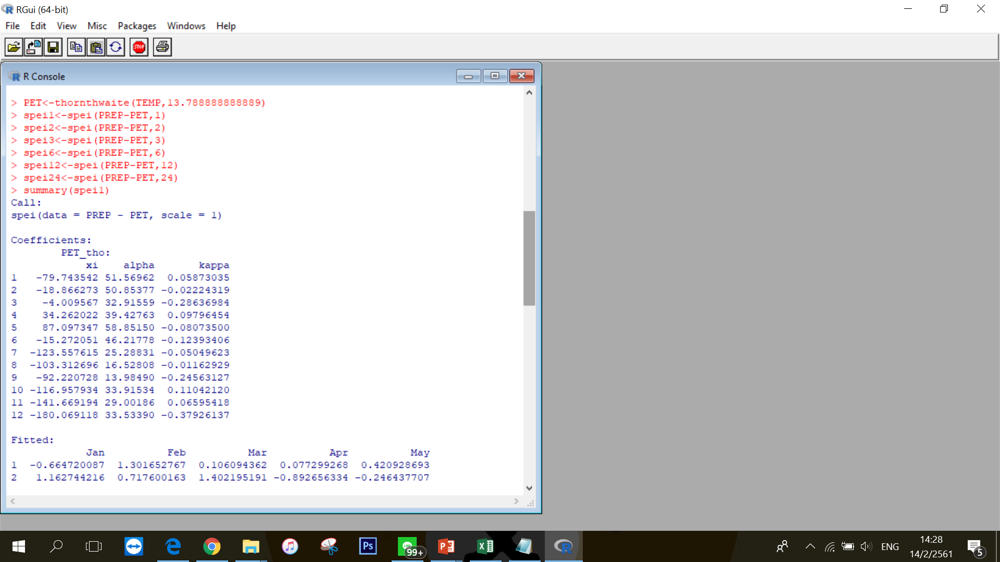 RGui (64-bit)
File Edit View Misc Packages Windows Help
STOP
R Console
> PET<-thornthwaite(TEMP,13.788888888889)
> spei1<-spei(PREP-PET,1)
> spei2<-spei(PREP-PET,2)
> spei3<-spei(PREP-PET,3)
> spei6<-spei(PREP-PET,6)
> spei12<-spei(PREP-PET,12)
> spei24<-spei(PREP-PET,24)
> summary(spei1)
Call:
spei(data = PREP - PET, scale = 1)
Coefficients:
PET_tho:
xi alpha kappa
1 -79.743542 51.56962 0.05873035
2 -18.866273 50.85377 -0.02224319
3 -4.009567 32.91559 -0.28636984
4 34.262022 39.42763 0.09796454
5 87.097347 58.85150 -0.08073500
6 -15.272051 46.21778 -0.12393406
7 -123.557615 25.28831 -0.05049623
8 -103.312696 16.52808 -0.01162929
9 -92.220728 13.98490 -0.24563127
10 -116.957934 33.91534 0.11042120
11 -141.669194 29.00186 0.06595418
12 -180.069118 33.53390 -0.37926137
Fitted:
Jan Feb Mar Apr May
1 -0.664720087 1.301652767 0.106094362 0.077299268 0.420928693
2 1.162744216 0.717600163 1.402195191 -0.892656334 -0.246437707
Ps
LINE
99+
ENG
14:28
14/2/2561
5